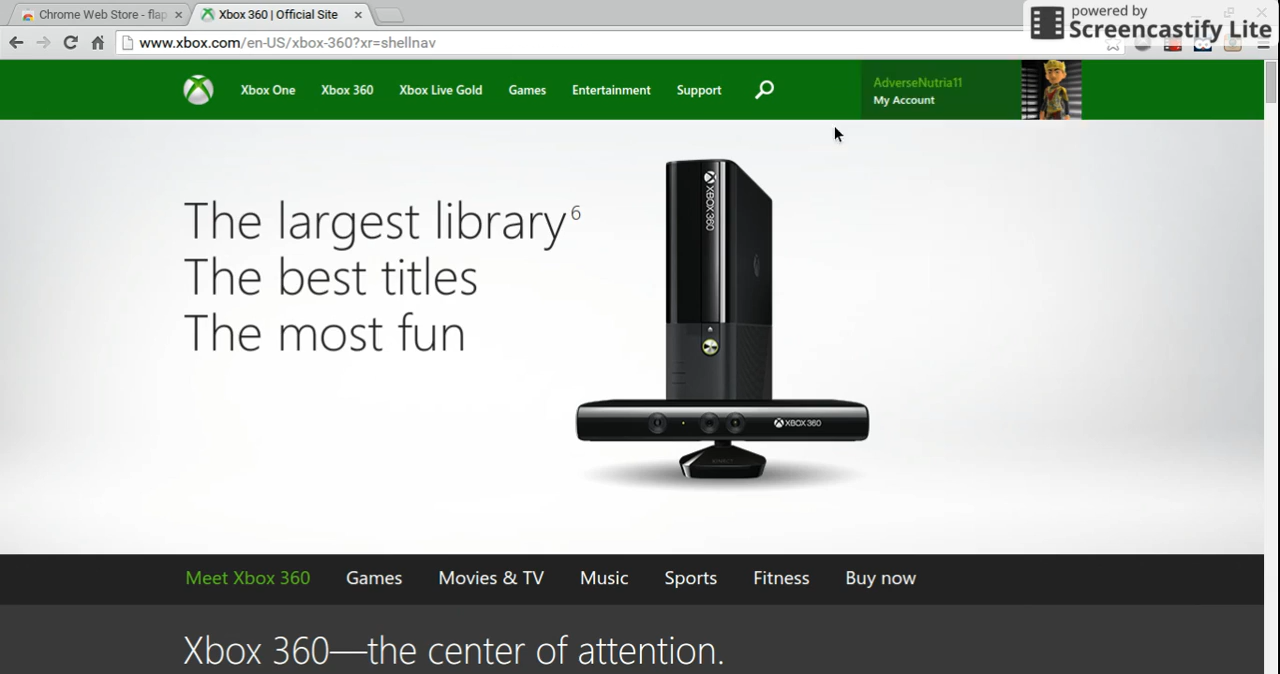 Chrome Web Store - flap
Xbox 360 | Official Site
powered by
Screencastify Lite
www.xbox.com/en-US/xbox-360?xr=shellnav
Xbox One
Xbox 360
Xbox Live Gold
Games
Entertainment
Support
AdverseNutria11
My Account
The largest library6
The best titles
The most fun
XBOX 360
XBOX 360
Meet Xbox 360
Games
Movies & TV
Music
Sports
Fitness
Buy now
Xbox 360—the center of attention.